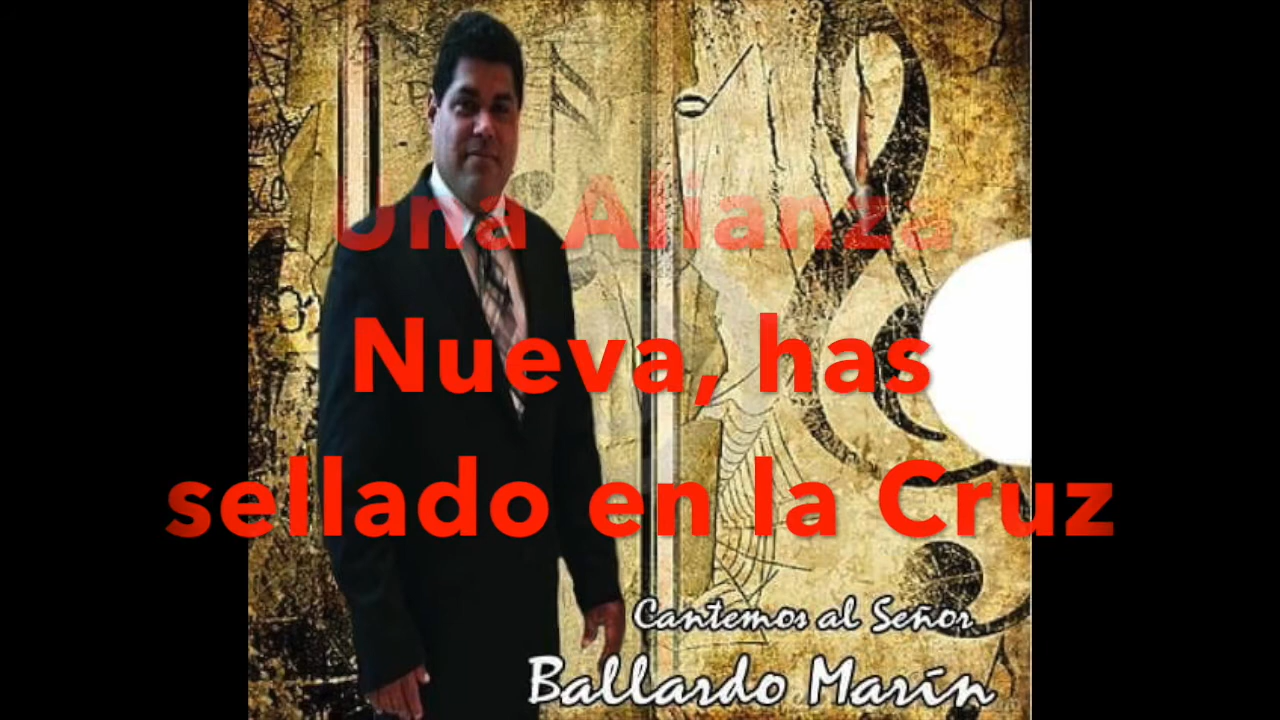 Una Alianza
Nueva, has
sellado en la Cruz
Cantemos al Señor
Ballardo Marín